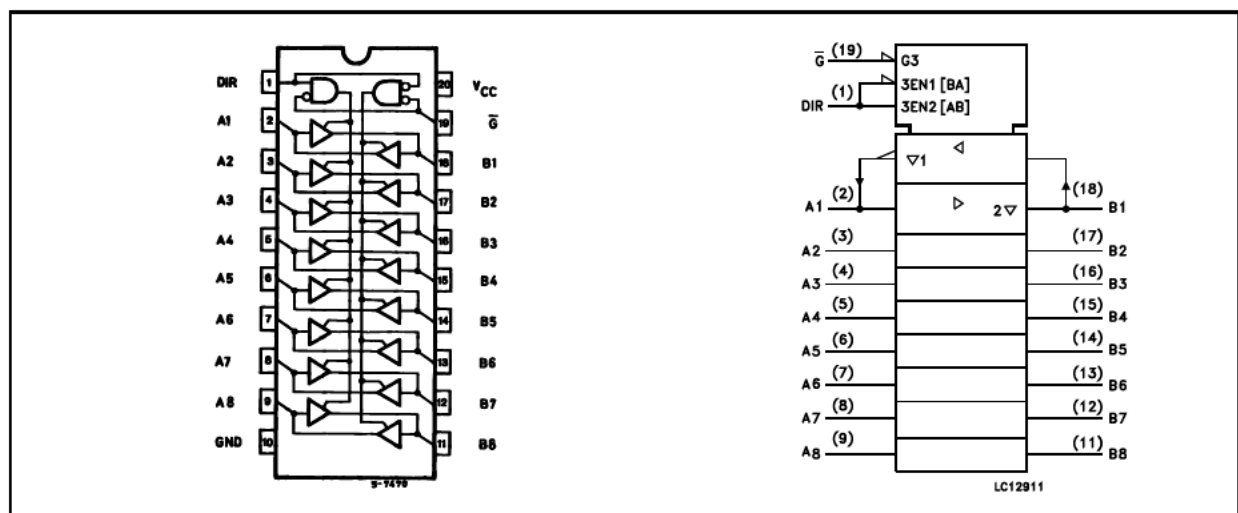 DIR 1 20 VCC
A1 2 19 G̅
A2 3 18 B1
A3 4 17 B2
A4 5 16 B3
A5 6 15 B4
A6 7 14 B5
A7 8 13 B6
A8 9 12 B7
GND 10 11 B8
S-7470
G̅ (19) G3
3EN1 [BA]
DIR (1) 3EN2 [AB]
▽1 ◁
A1 (2) ▷ 2▽ (18) B1
A2 (3) (17) B2
A3 (4) (16) B3
A4 (5) (15) B4
A5 (6) (14) B5
A6 (7) (13) B6
A7 (8) (12) B7
A8 (9) (11) B8
LC12911